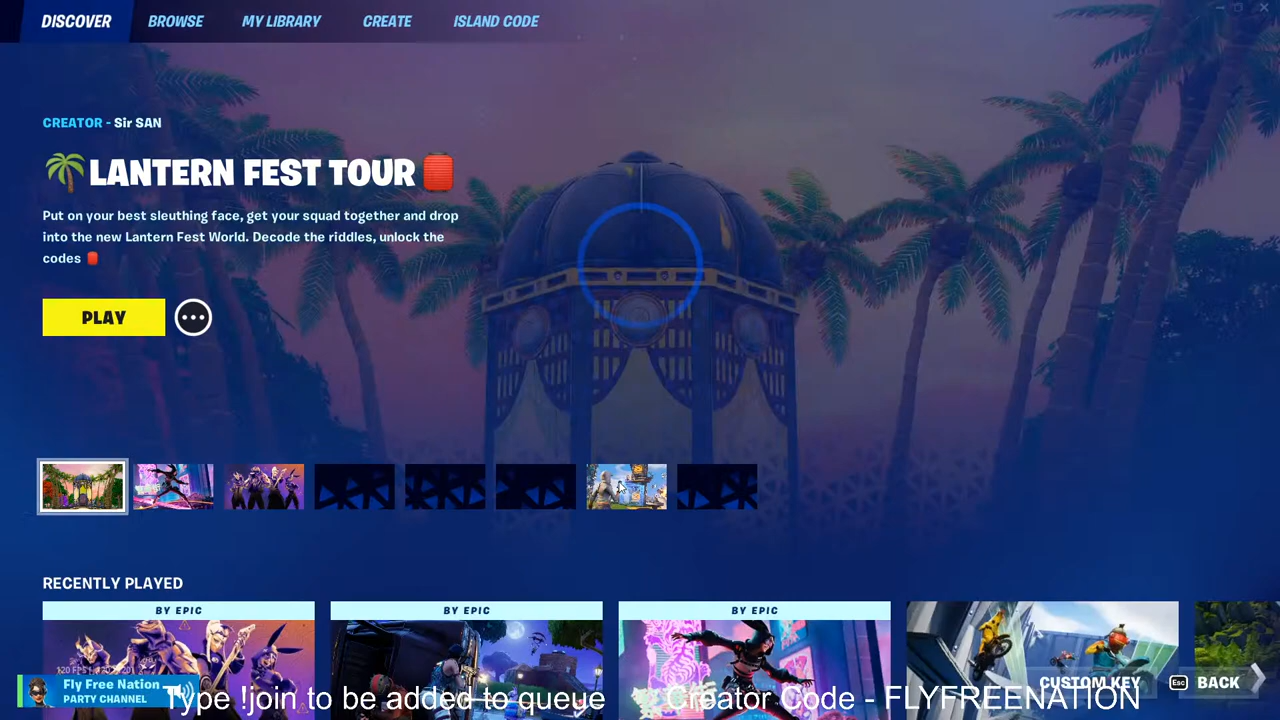 DISCOVER
BROWSE
MY LIBRARY
CREATE
ISLAND CODE
CREATOR - Sir SAN
LANTERN FEST TOUR
Put on your best sleuthing face, get your squad together and drop
into the new Lantern Fest World. Decode the riddles, unlock the
codes
PLAY
RECENTLY PLAYED
BY EPIC
BY EPIC
BY EPIC
Fly Free Nation
PARTY CHANNEL
CUSTOM KEY
Esc
BACK
Type !join to be added to queue
Creator Code - FLYFREENATION